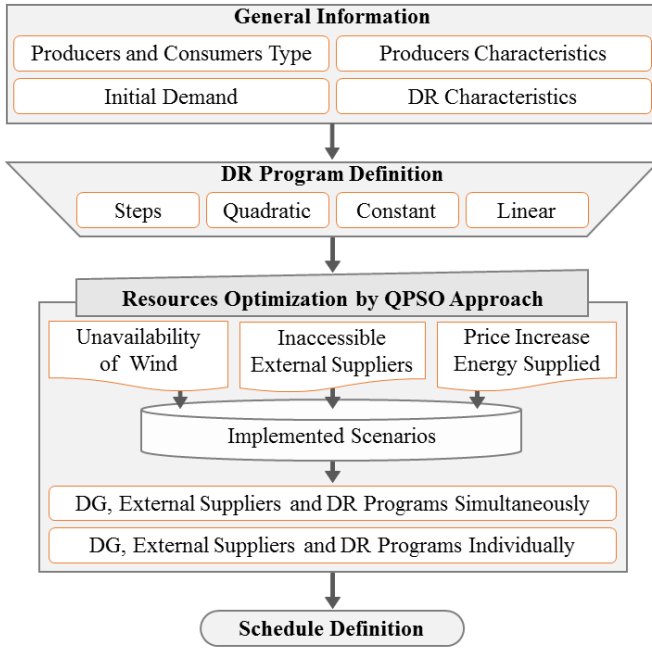 General Information
Producers and Consumers Type
Producers Characteristics
Initial Demand
DR Characteristics
DR Program Definition
Steps
Quadratic
Constant
Linear
Resources Optimization by QPSO Approach
Unavailability
of Wind
Inaccessible
External Suppliers
Price Increase
Energy Supplied
Implemented Scenarios
DG, External Suppliers and DR Programs Simultaneously
DG, External Suppliers and DR Programs Individually
Schedule Definition